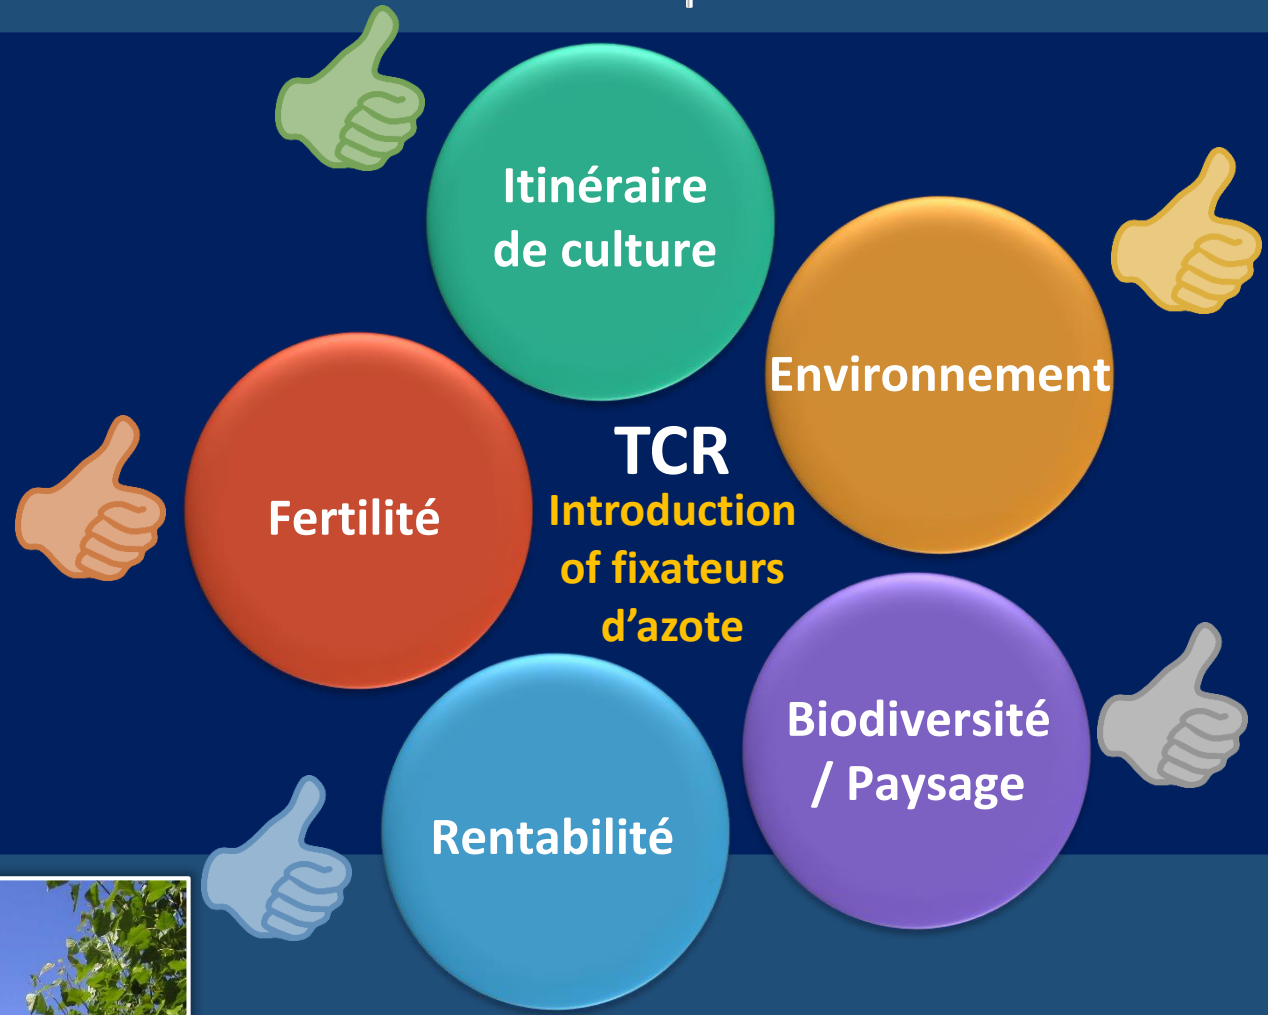 Itinéraire
de culture
Environnement
TCR
Introduction
of fixateurs
d’azote
Fertilité
Biodiversité
/ Paysage
Rentabilité